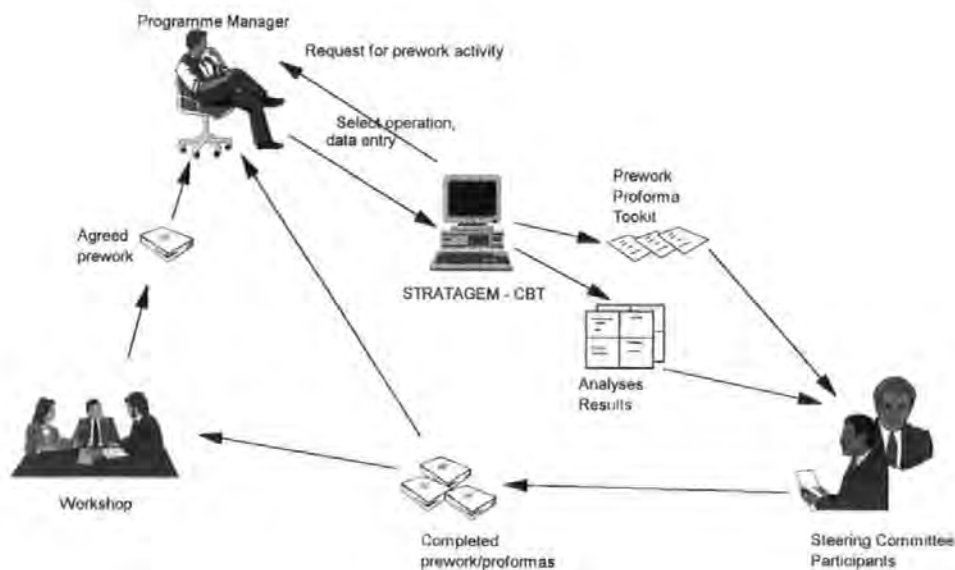 Programme Manager
Request for prework activity
Select operation,
data entry
Prework
Proforma
Tookit
Agreed
prework
STRATAGEM - CBT
Analyses
Results
Workshop
Completed
prework/proformas
Steering Committee
Participants